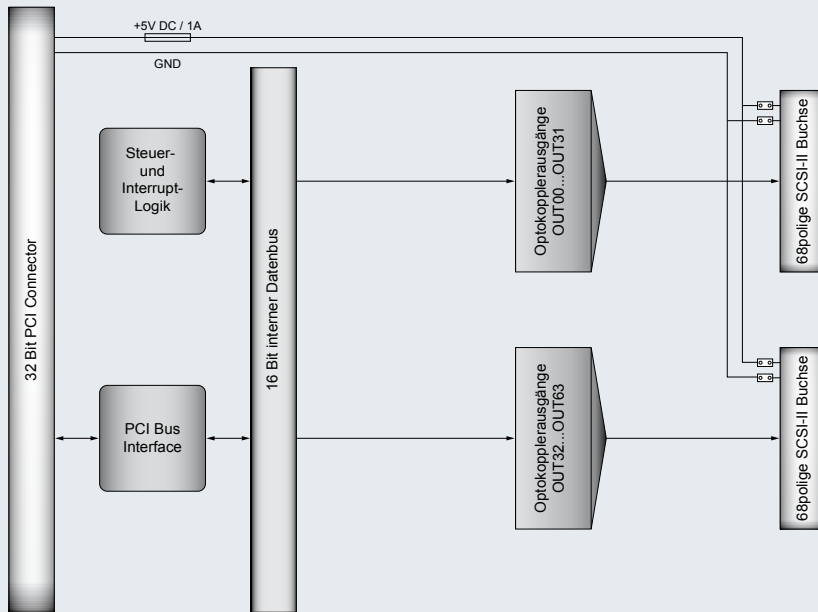 +5V DC / 1A
GND
32 Bit PCI Connector
Steuer-
und
Interrupt-
Logik
PCI Bus
Interface
16 Bit interner Datenbus
Optokopplerausgänge
OUT00...OUT31
68polige SCSI-II Buchse
Optokopplerausgänge
OUT32...OUT63
68polige SCSI-II Buchse